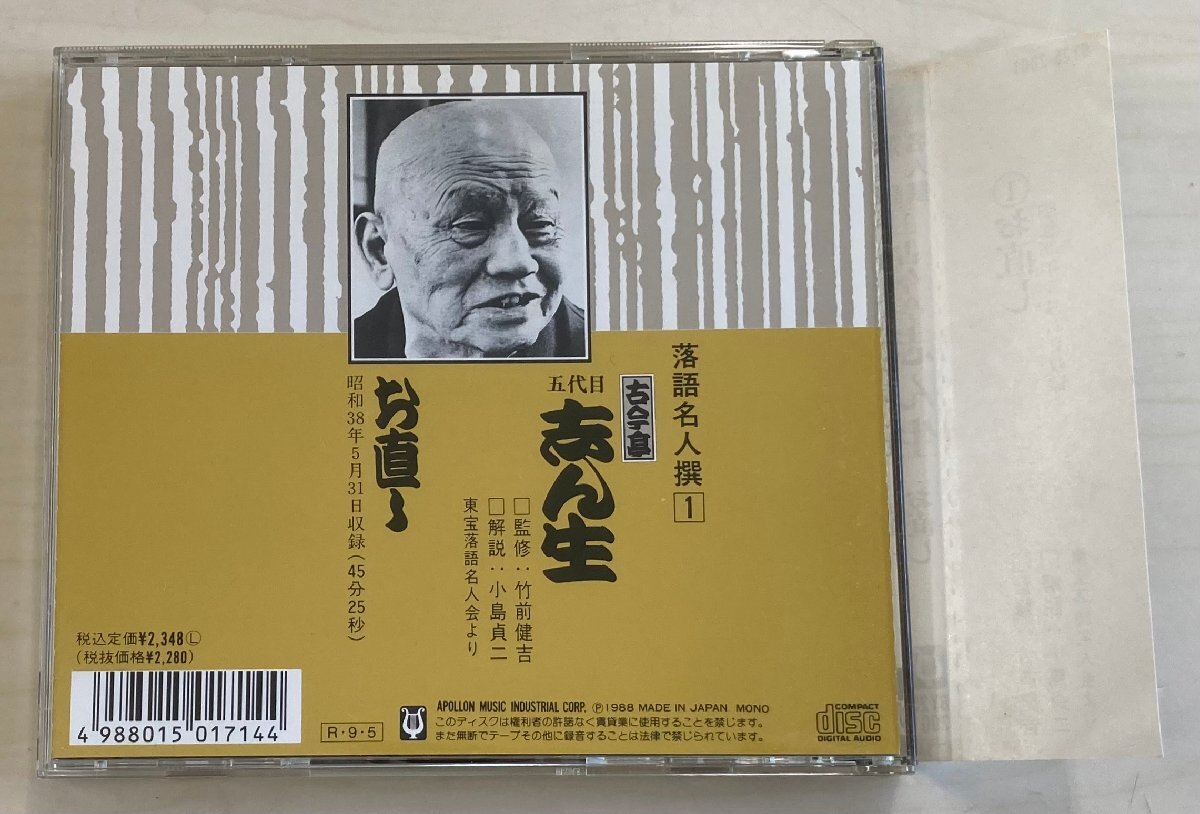 落語名人撰1
古今亭
五代目
志ん生
□監修：竹前健吉
□解説：小島貞二
東宝落語名人会より
お直し
昭和38年5月31日収録（45分25秒）
税込定価¥2,348Ⓛ
（税抜価格¥2,280）
4 988015 017144
R・9・5
APOLLON MUSIC INDUSTRIAL CORP. Ⓟ1988 MADE IN JAPAN MONO
このディスクは権利者の許諾なく賃貸業に使用することを禁じます。
また無断でテープその他に録音することは法律で禁じられています。
COMPACT
disc
DIGITAL AUDIO
①お直し